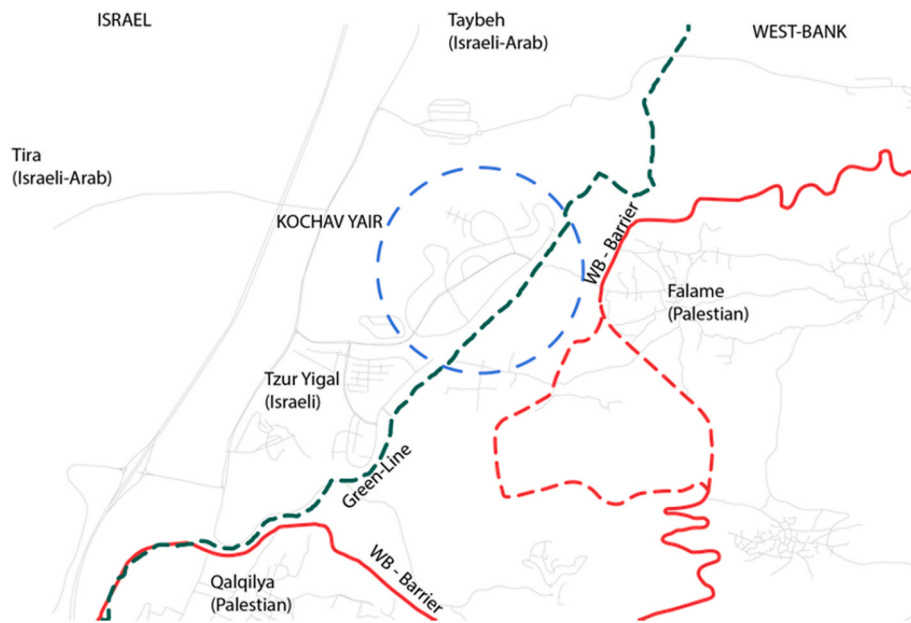 ISRAEL
Taybeh
(Israeli-Arab)
WEST-BANK
Tira
(Israeli-Arab)
KOCHAV YAIR
WB - Barrier
Falame
(Palestian)
Tzur Yigal
(Israeli)
Green-Line
WB - Barrier
Qalqilya
(Palestian)